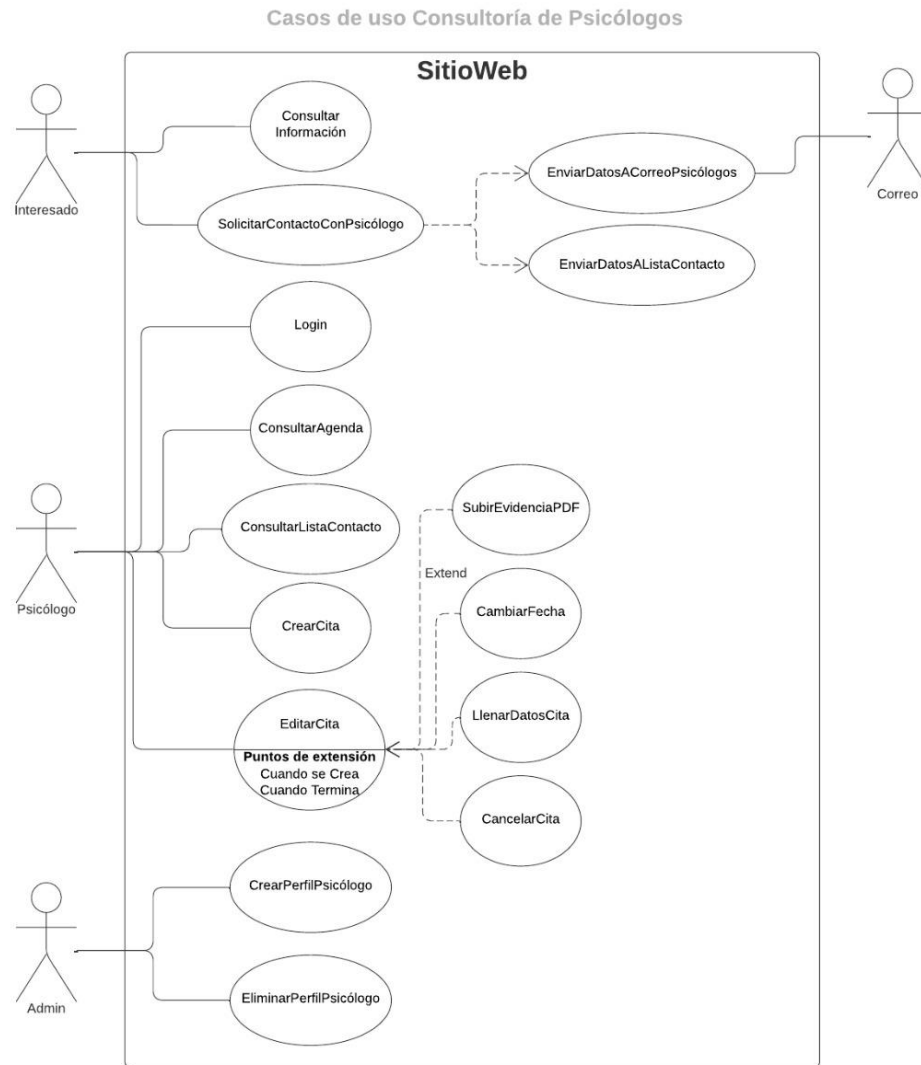 Casos de uso Consultoría de Psicólogos
SitioWeb
Consultar
Información
Interesado
EnviarDatosACorreoPsicólogos
Correo
SolicitarContactoConPsicólogo
EnviarDatosAListaContacto
Login
ConsultarAgenda
SubirEvidenciaPDF
ConsultarListaContacto
Extend
Psicólogo
CambiarFecha
CrearCita
EditarCita
LlenarDatosCita
Puntos de extensión
Cuando se Crea
Cuando Termina
CancelarCita
CrearPerfilPsicólogo
Admin
EliminarPerfilPsicólogo